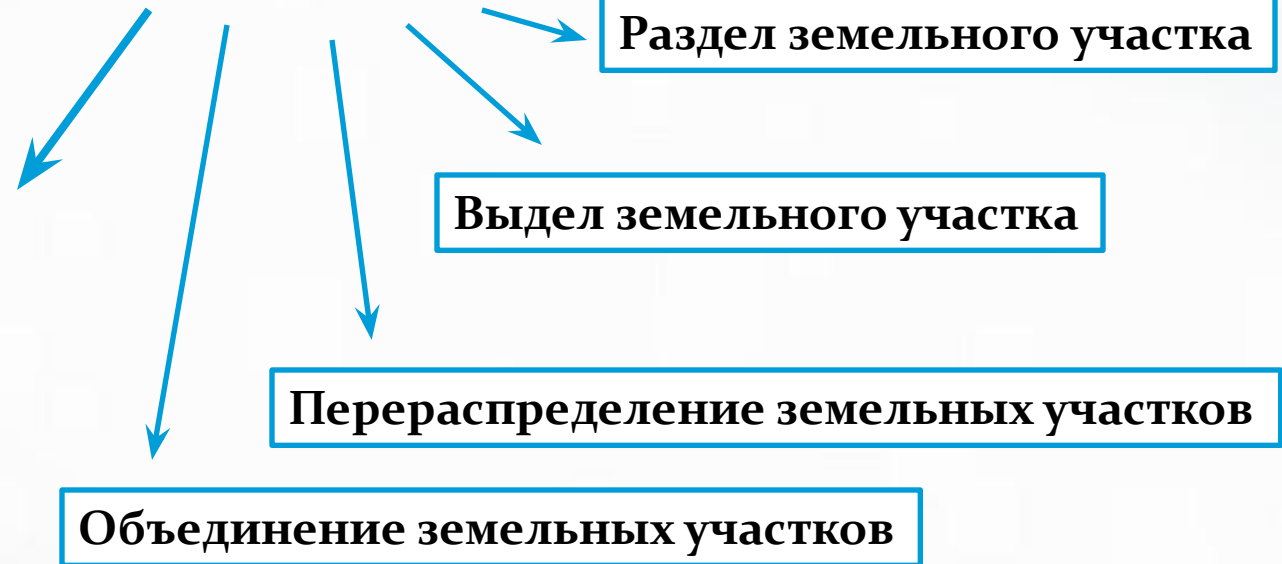 Раздел земельного участка
Выдел земельного участка
Перераспределение земельных участков
Объединение земельных участков